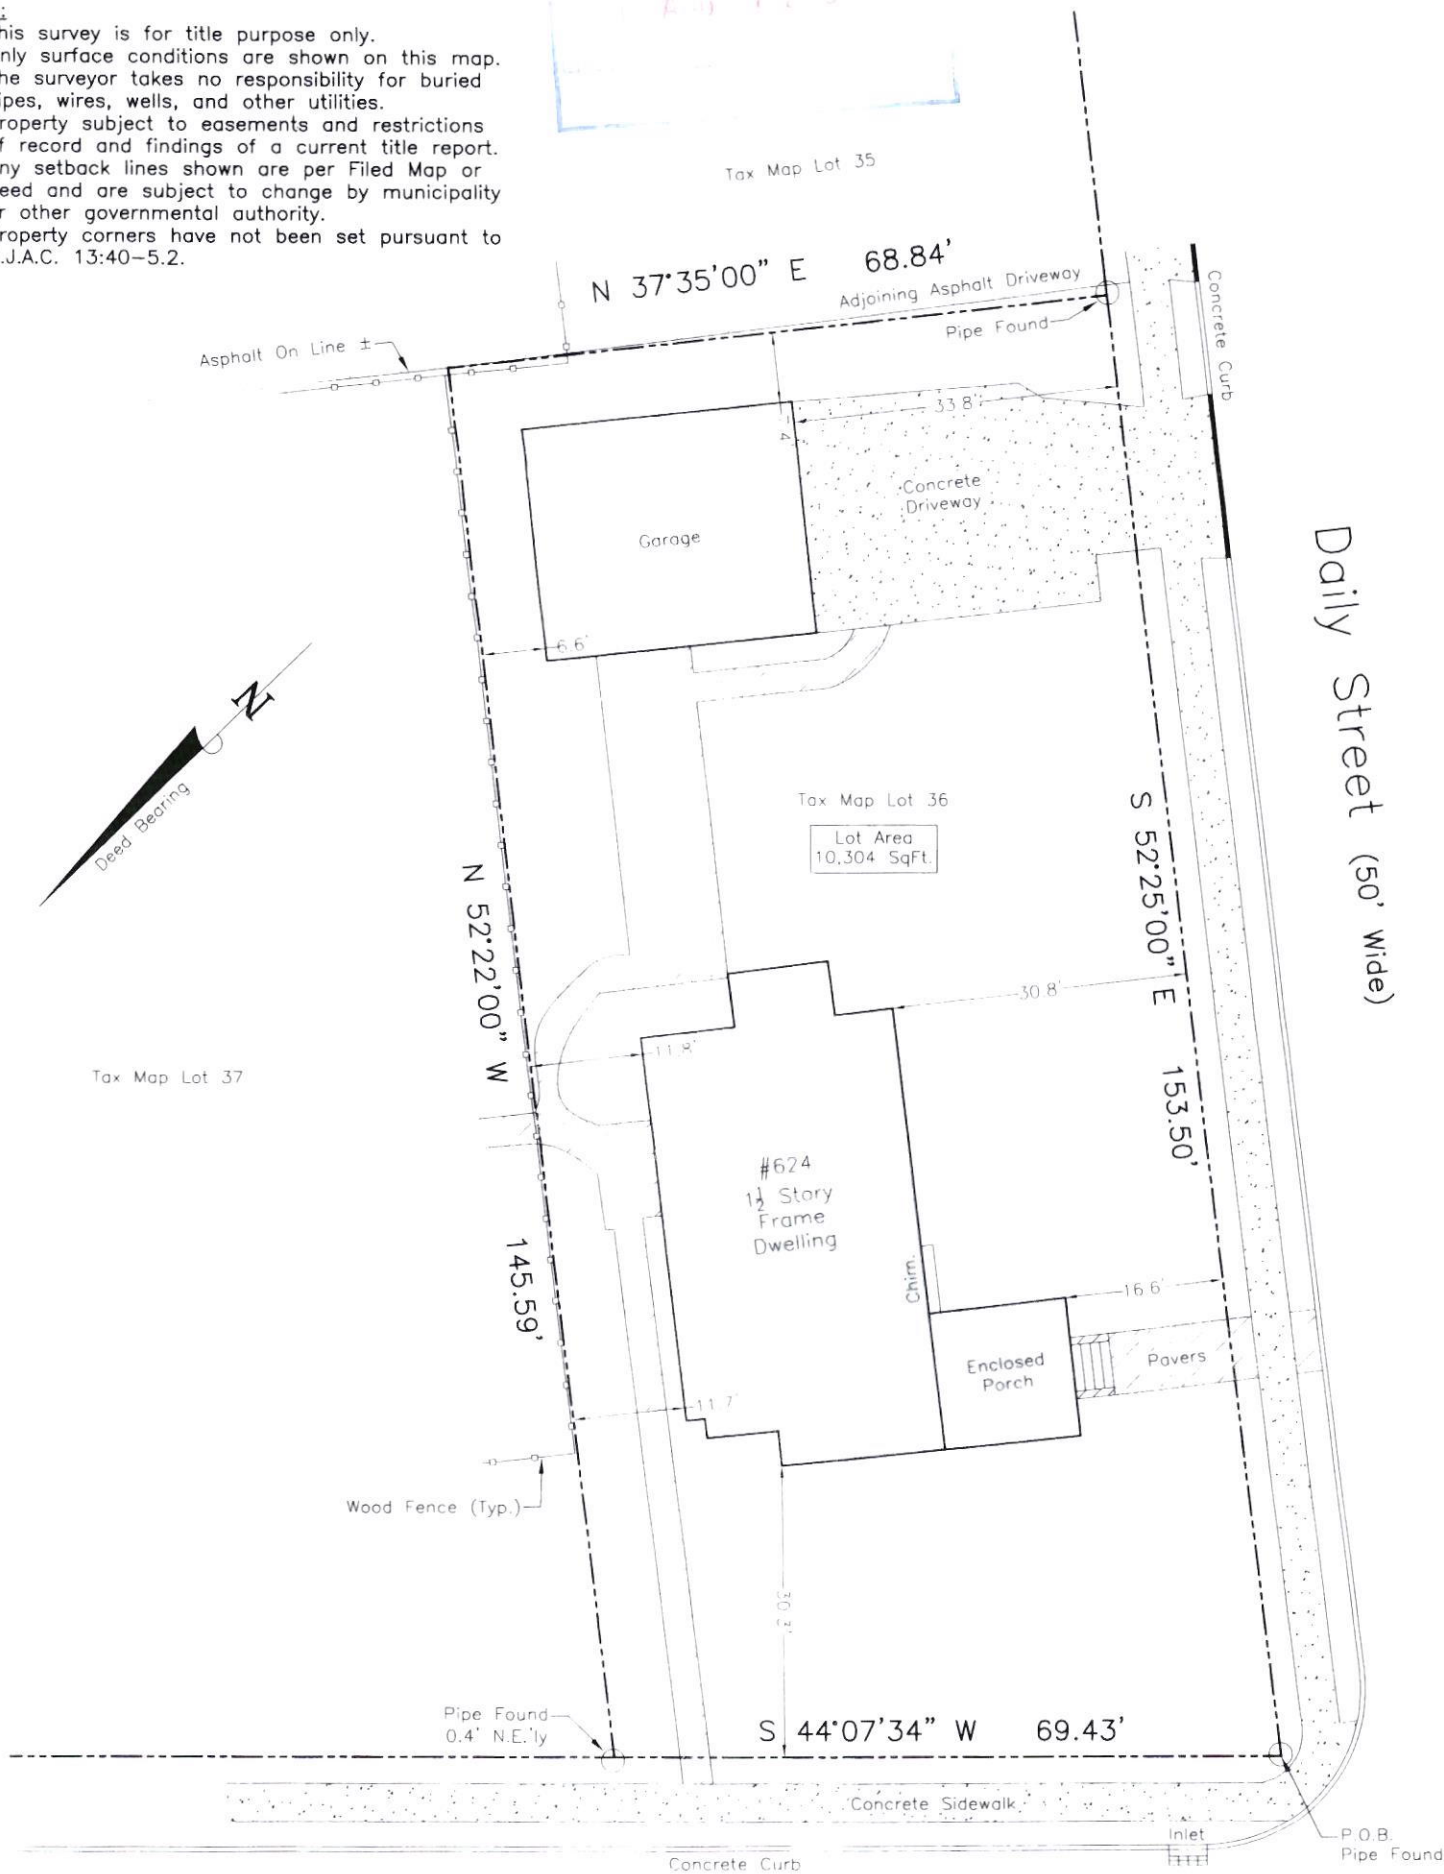 his survey is for title purpose only.
nly surface conditions are shown on this map.
he surveyor takes no responsibility for buried
ipes, wires, wells, and other utilities.
roperty subject to easements and restrictions
f record and findings of a current title report.
ny setback lines shown are per Filed Map or
eed and are subject to change by municipality
r other governmental authority.
roperty corners have not been set pursuant to
.J.A.C. 13:40-5.2.
Tax Map Lot 35
N 37°35'00" E 68.84'
Adjoining Asphalt Driveway
Pipe Found
Concrete Curb
Asphalt On Line ±
33.8'
Concrete
Driveway
Garage
6.6'
Daily Street (50' Wide)
N
Deed Bearing
Tax Map Lot 36
Lot Area
10,304 SqFt.
S 52°25'00" E 153.50'
N 52°22'00" W 145.59'
30.8'
11.8'
Tax Map Lot 37
#624
1½ Story
Frame
Dwelling
Chim.
16.6'
Enclosed
Porch
Pavers
11.7'
Wood Fence (Typ.)
Pipe Found
0.4' N.E.'ly
S 44°07'34" W 69.43'
Concrete Sidewalk
Inlet
P.O.B.
Pipe Found
Concrete Curb